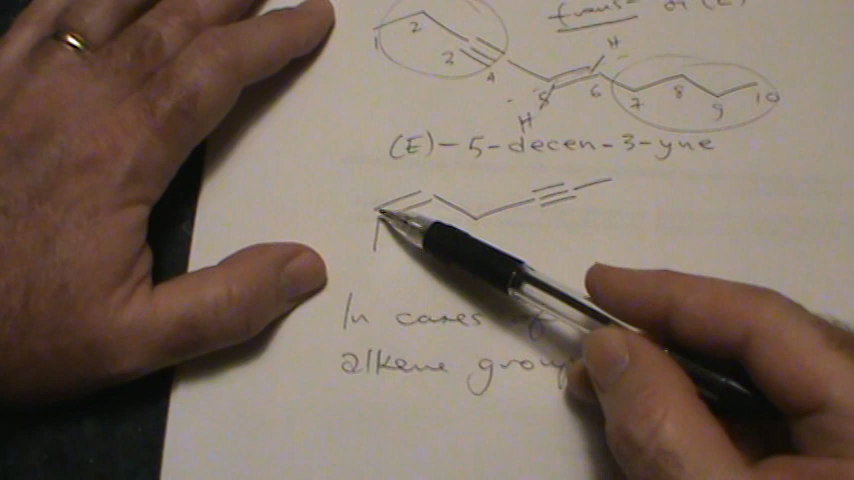 trans or (E)
1 2 3 4 5 6 7 8 9 10
H
H
(E)-5-decen-3-yne
In cases
alkene group